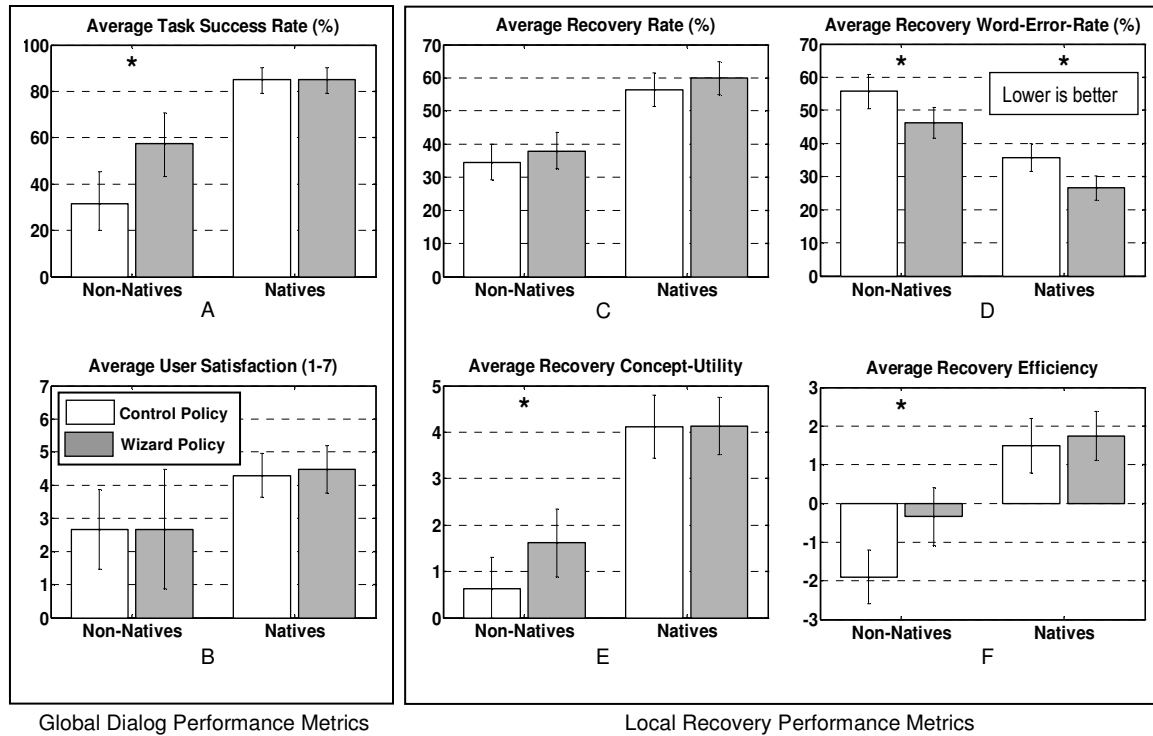 Average Task Success Rate (%)
100
80
60
40
20
0
*
Non-Natives Natives
A
Average User Satisfaction (1-7)
7
6
5
4
3
2
1
0
Control Policy
Wizard Policy
Non-Natives Natives
B
Global Dialog Performance Metrics
Average Recovery Rate (%)
70
60
50
40
30
20
10
0
Non-Natives Natives
C
Average Recovery Word-Error-Rate (%)
70
60
50
40
30
20
10
0
* *
Lower is better
Non-Natives Natives
D
Average Recovery Concept-Utility
5
4
3
2
1
0
*
Non-Natives Natives
E
Average Recovery Efficiency
3
2
1
0
-1
-2
-3
*
Non-Natives Natives
F
Local Recovery Performance Metrics